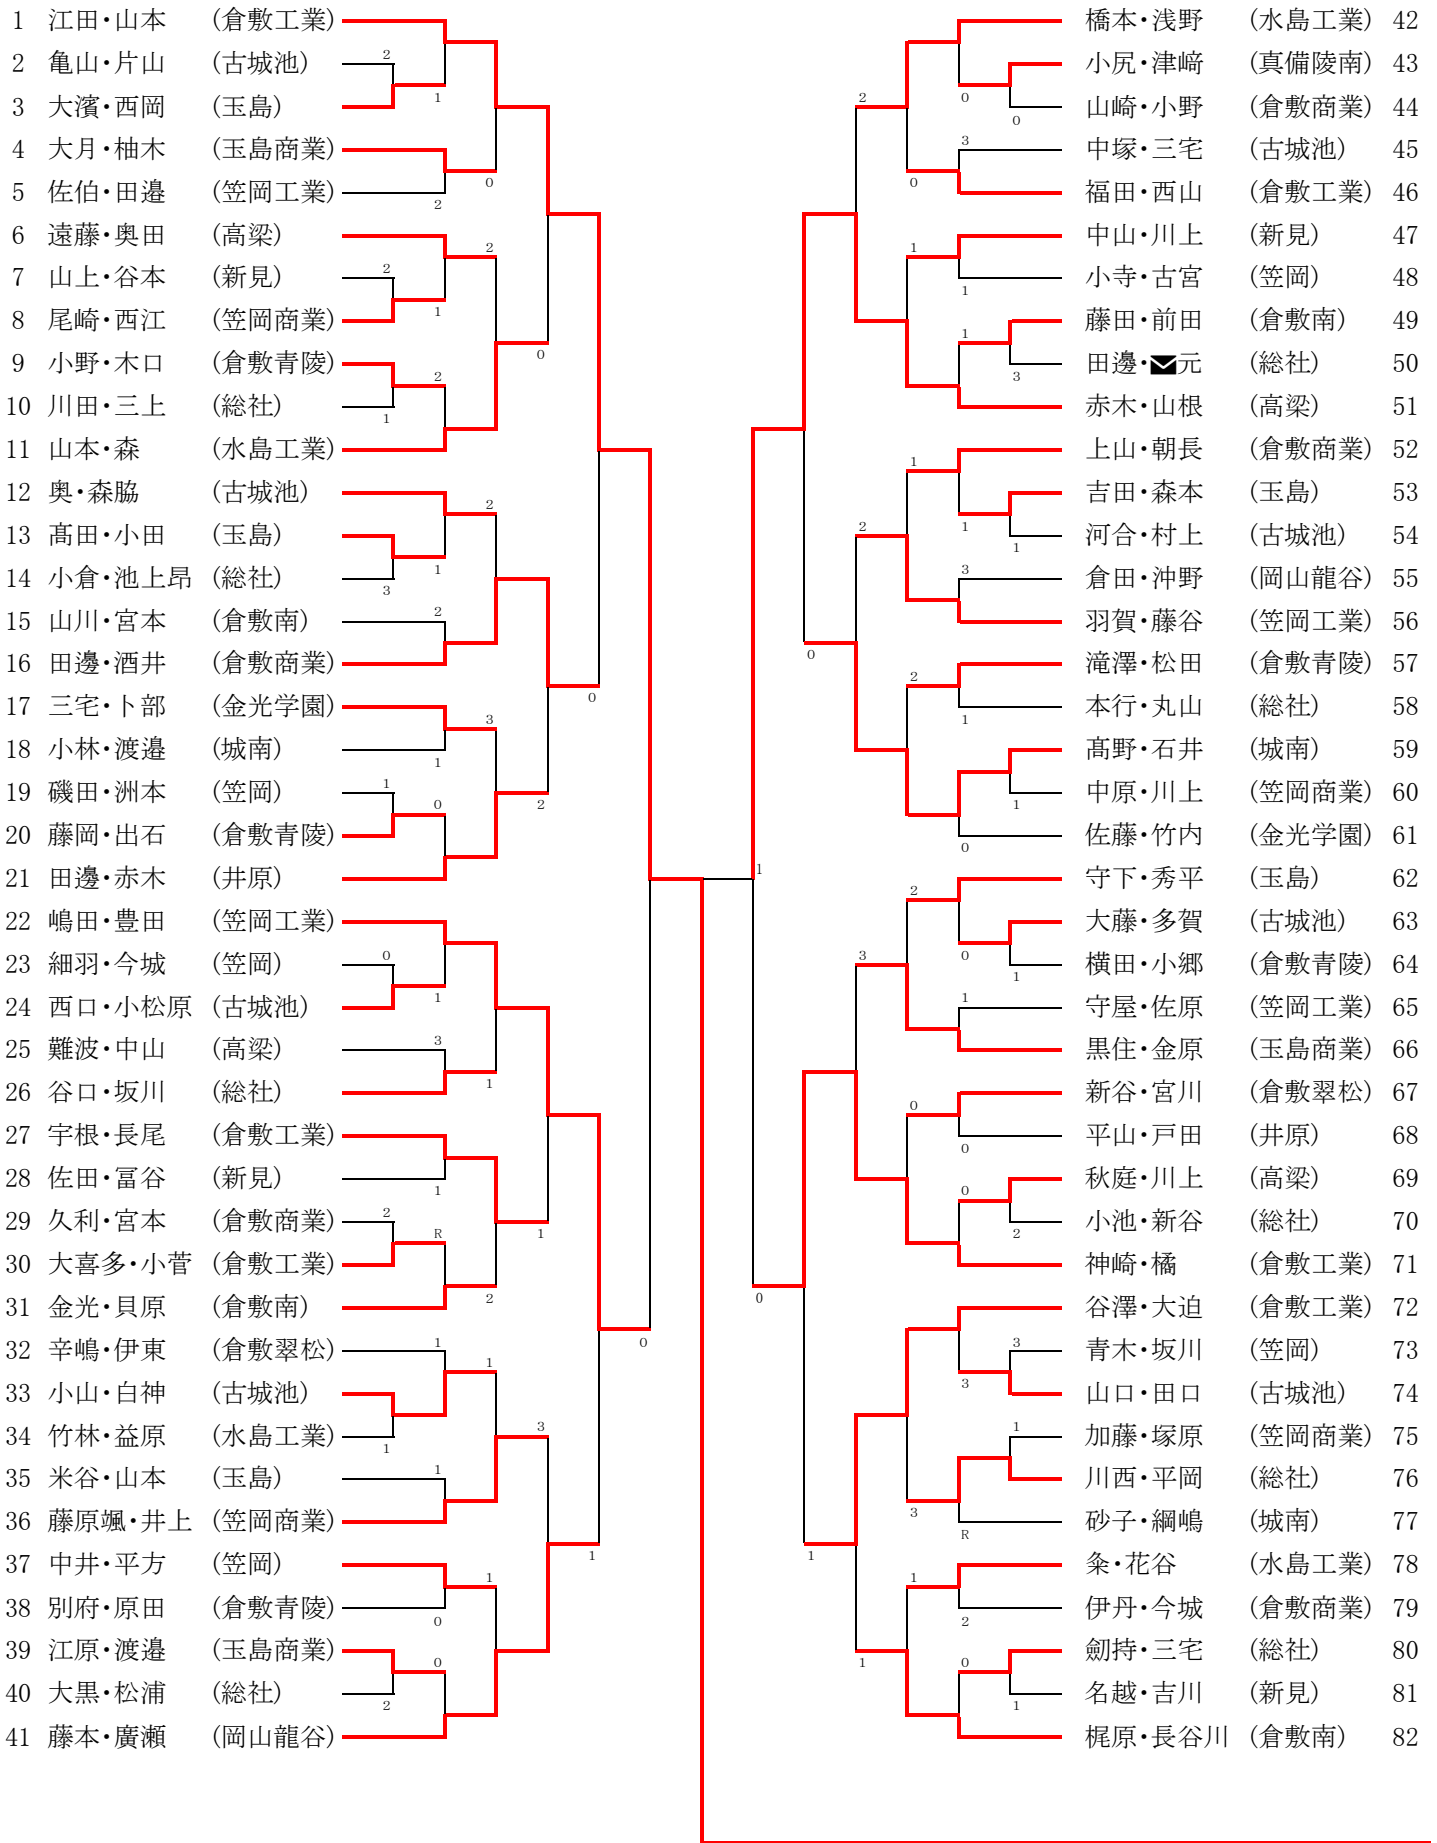 1 江田・山本 (倉敷工業)
2 亀山・片山 (古城池)
3 大濱・西岡 (玉島)
4 大月・柚木 (玉島商業)
5 佐伯・田邉 (笠岡工業)
6 遠藤・奥田 (高梁)
7 山上・谷本 (新見)
8 尾崎・西江 (笠岡商業)
9 小野・木口 (倉敷青陵)
10 川田・三上 (総社)
11 山本・森 (水島工業)
12 奥・森脇 (古城池)
13 髙田・小田 (玉島)
14 小倉・池上昂 (総社)
15 山川・宮本 (倉敷南)
16 田邊・酒井 (倉敷商業)
17 三宅・卜部 (金光学園)
18 小林・渡邉 (城南)
19 磯田・洲本 (笠岡)
20 藤岡・出石 (倉敷青陵)
21 田邊・赤木 (井原)
22 嶋田・豊田 (笠岡工業)
23 細羽・今城 (笠岡)
24 西口・小松原 (古城池)
25 難波・中山 (高梁)
26 谷口・坂川 (総社)
27 宇根・長尾 (倉敷工業)
28 佐田・冨谷 (新見)
29 久利・宮本 (倉敷商業)
30 大喜多・小菅 (倉敷工業)
31 金光・貝原 (倉敷南)
32 辛嶋・伊東 (倉敷翠松)
33 小山・白神 (古城池)
34 竹林・益原 (水島工業)
35 米谷・山本 (玉島)
36 藤原颯・井上 (笠岡商業)
37 中井・平方 (笠岡)
38 別府・原田 (倉敷青陵)
39 江原・渡邉 (玉島商業)
40 大黒・松浦 (総社)
41 藤本・廣瀬 (岡山龍谷)
橋本・浅野 (水島工業) 42
小尻・津﨑 (真備陵南) 43
山崎・小野 (倉敷商業) 44
中塚・三宅 (古城池) 45
福田・西山 (倉敷工業) 46
中山・川上 (新見) 47
小寺・古宮 (笠岡) 48
藤田・前田 (倉敷南) 49
田邊・元 (総社) 50
赤木・山根 (高梁) 51
上山・朝長 (倉敷商業) 52
吉田・森本 (玉島) 53
河合・村上 (古城池) 54
倉田・沖野 (岡山龍谷) 55
羽賀・藤谷 (笠岡工業) 56
滝澤・松田 (倉敷青陵) 57
本行・丸山 (総社) 58
髙野・石井 (城南) 59
中原・川上 (笠岡商業) 60
佐藤・竹内 (金光学園) 61
守下・秀平 (玉島) 62
大藤・多賀 (古城池) 63
横田・小郷 (倉敷青陵) 64
守屋・佐原 (笠岡工業) 65
黒住・金原 (玉島商業) 66
新谷・宮川 (倉敷翠松) 67
平山・戸田 (井原) 68
秋庭・川上 (高梁) 69
小池・新谷 (総社) 70
神崎・橘 (倉敷工業) 71
谷澤・大迫 (倉敷工業) 72
青木・坂川 (笠岡) 73
山口・田口 (古城池) 74
加藤・塚原 (笠岡商業) 75
川西・平岡 (総社) 76
砂子・綱嶋 (城南) 77
粂・花谷 (水島工業) 78
伊丹・今城 (倉敷商業) 79
劒持・三宅 (総社) 80
名越・吉川 (新見) 81
梶原・長谷川 (倉敷南) 82